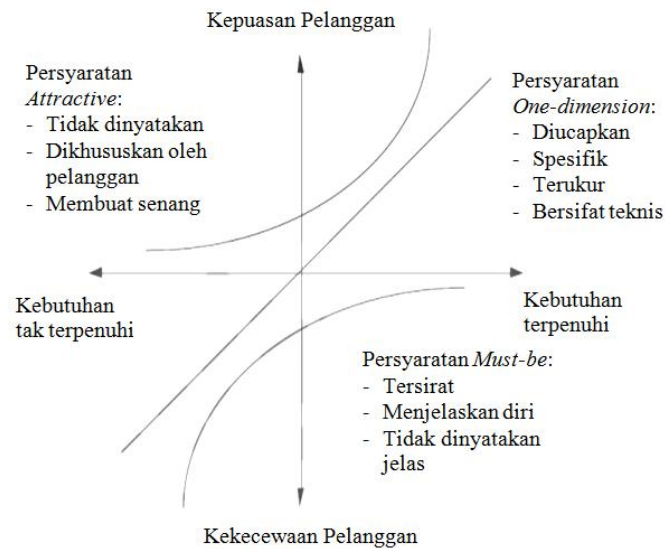 Kepuasan Pelanggan
Persyaratan
Attractive:
- Tidak dinyatakan
- Dikhususkan oleh
pelanggan
- Membuat senang
Persyaratan
One-dimension:
- Diucapkan
- Spesifik
- Terukur
- Bersifat teknis
Kebutuhan
tak terpenuhi
Kebutuhan
terpenuhi
Persyaratan Must-be:
- Tersirat
- Menjelaskan diri
- Tidak dinyatakan
jelas
Kekecewaan Pelanggan